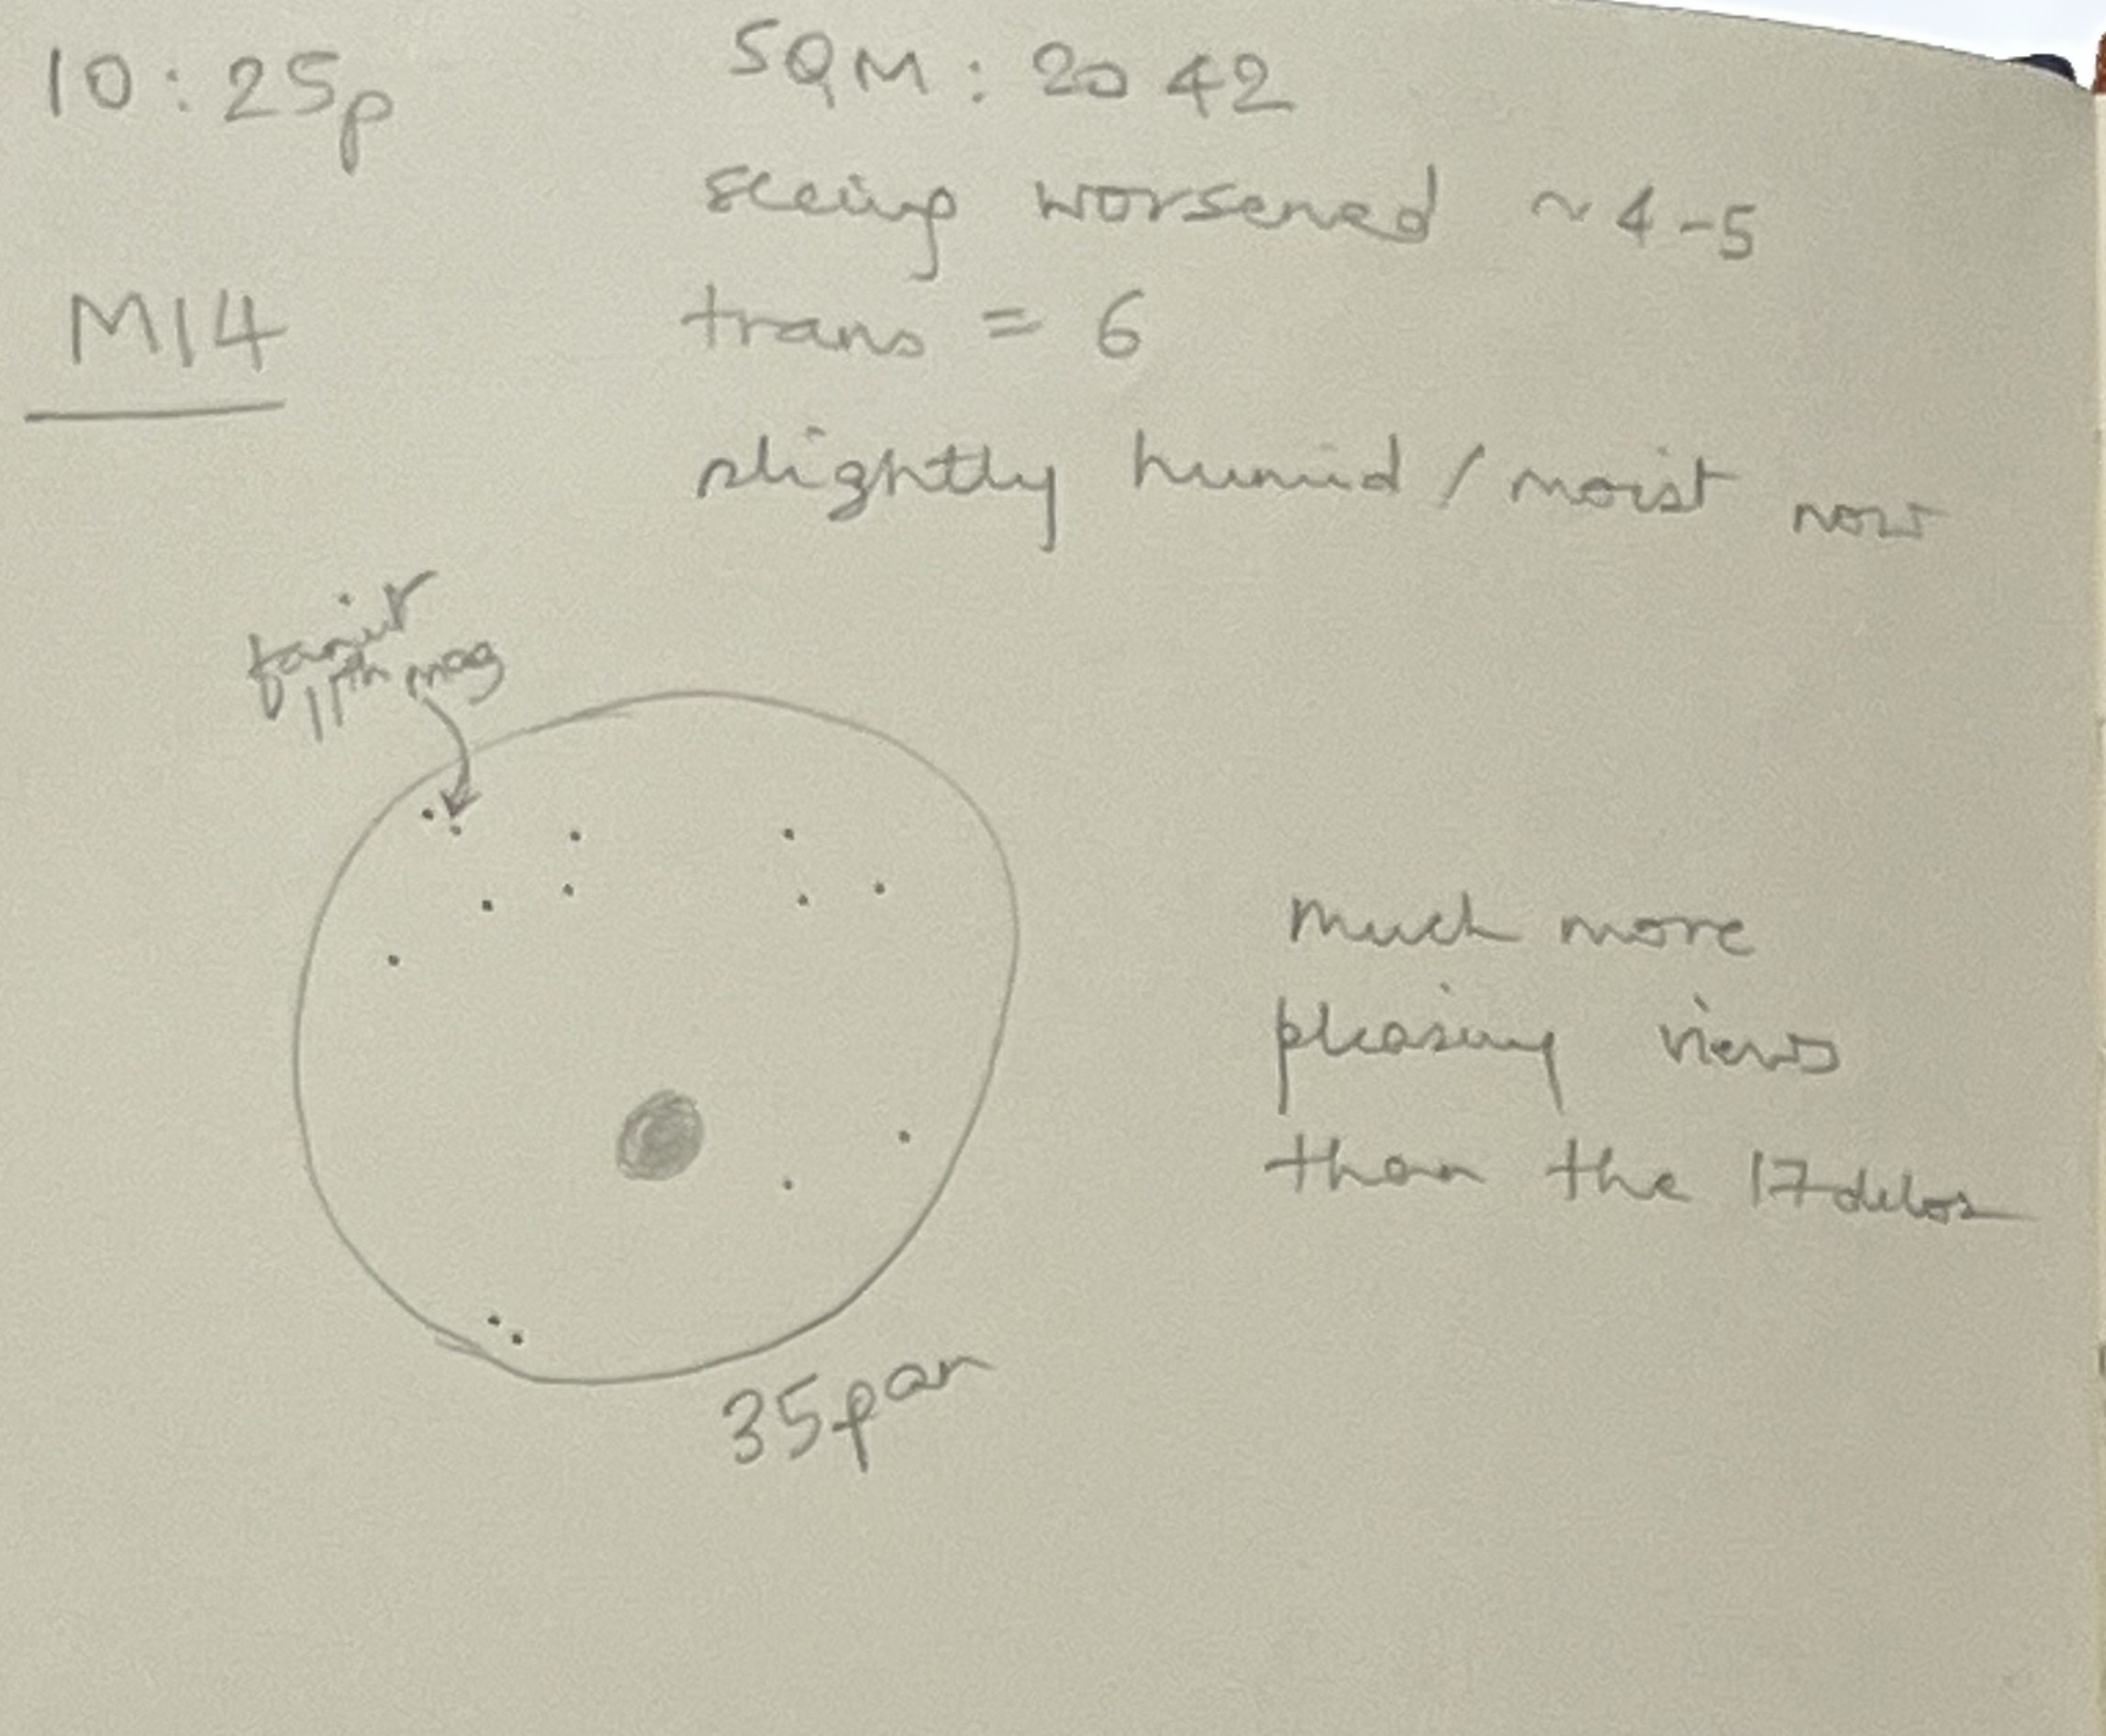 10:25p
SQM: 20 42
seeing worsened ~4-5
M14
trans = 6
slightly humid / moist now
faint
11th mag
much more
pleasing views
than the 17 delos
35pan